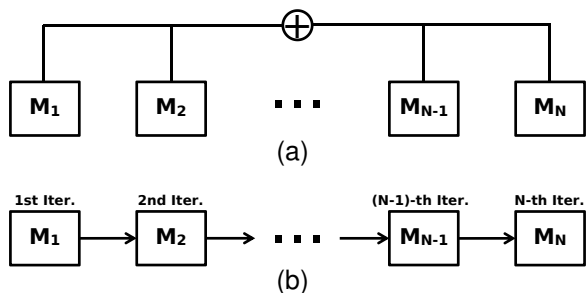 M1 M2 ... MN-1 MN
(a)
1st Iter. 2nd Iter. (N-1)-th Iter. N-th Iter.
M1 M2 ... MN-1 MN
(b)